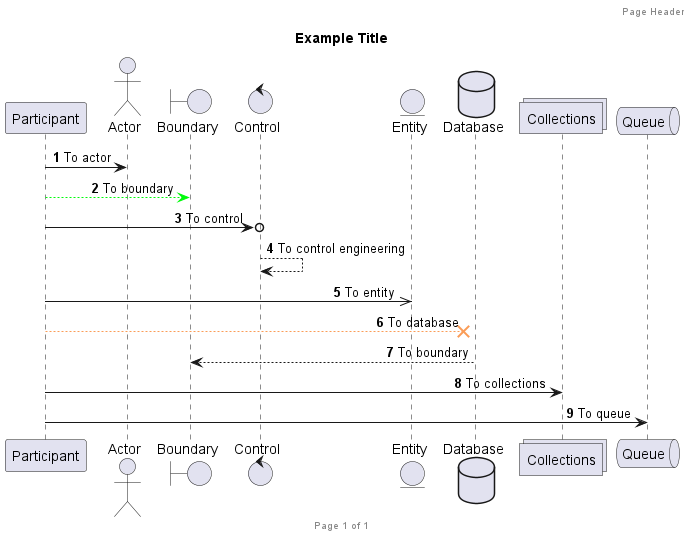 Page Header
Example Title
Participant
Actor
Boundary
Control
Entity
Database
Collections
Queue
1 To actor
2 To boundary
3 To control
4 To control engineering
5 To entity
6 To database
7 To boundary
8 To collections
9 To queue
Participant
Actor
Boundary
Control
Entity
Database
Collections
Queue
Page 1 of 1